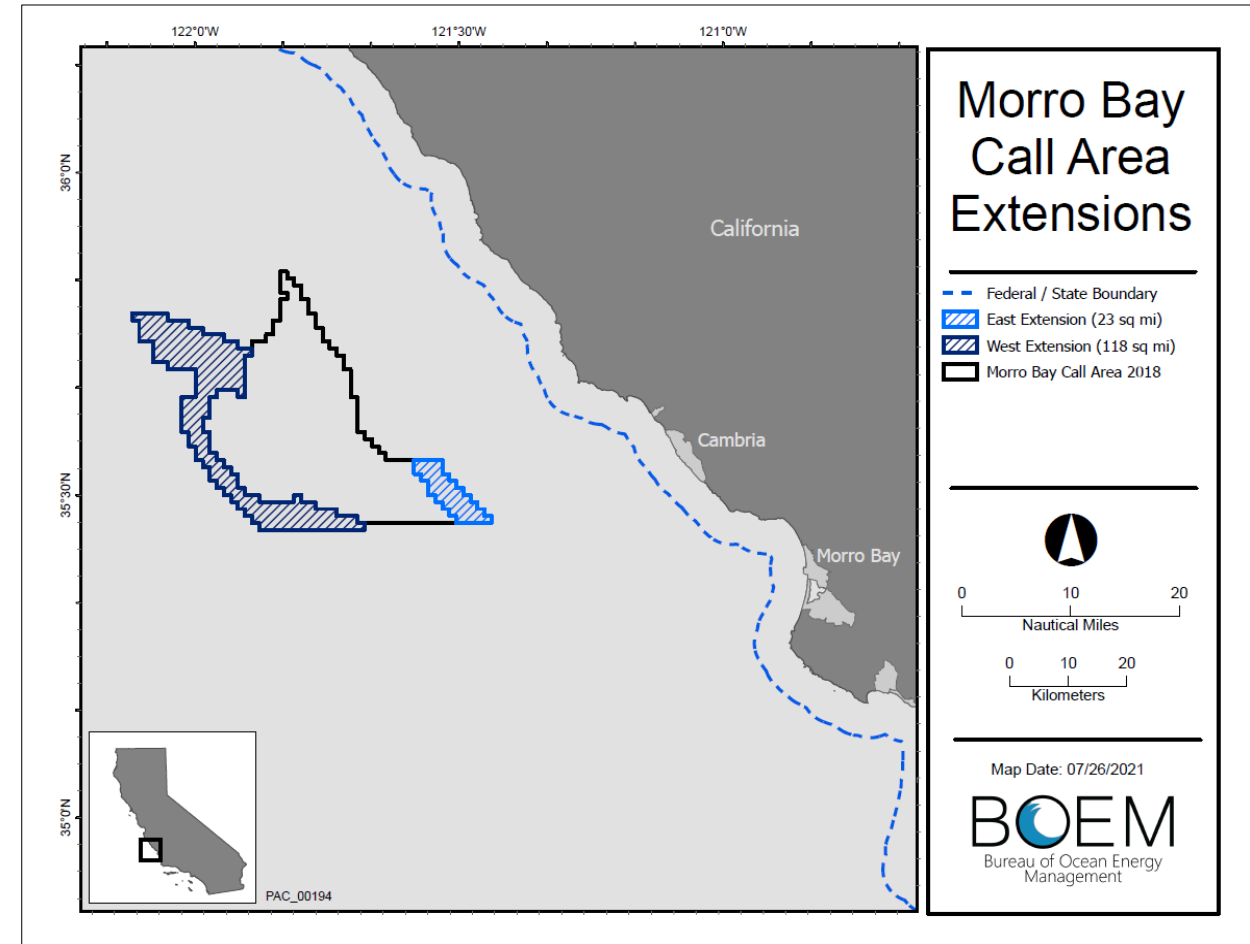 122°0'W
121°30'W
121°0'W
36°0'N
35°30'N
35°0'N
California
Cambria
Morro Bay
PAC_00194
Morro Bay
Call Area
Extensions
Federal / State Boundary
East Extension (23 sq mi)
West Extension (118 sq mi)
Morro Bay Call Area 2018
0 10 20
Nautical Miles
0 10 20
Kilometers
Map Date: 07/26/2021
BOEM
Bureau of Ocean Energy
Management